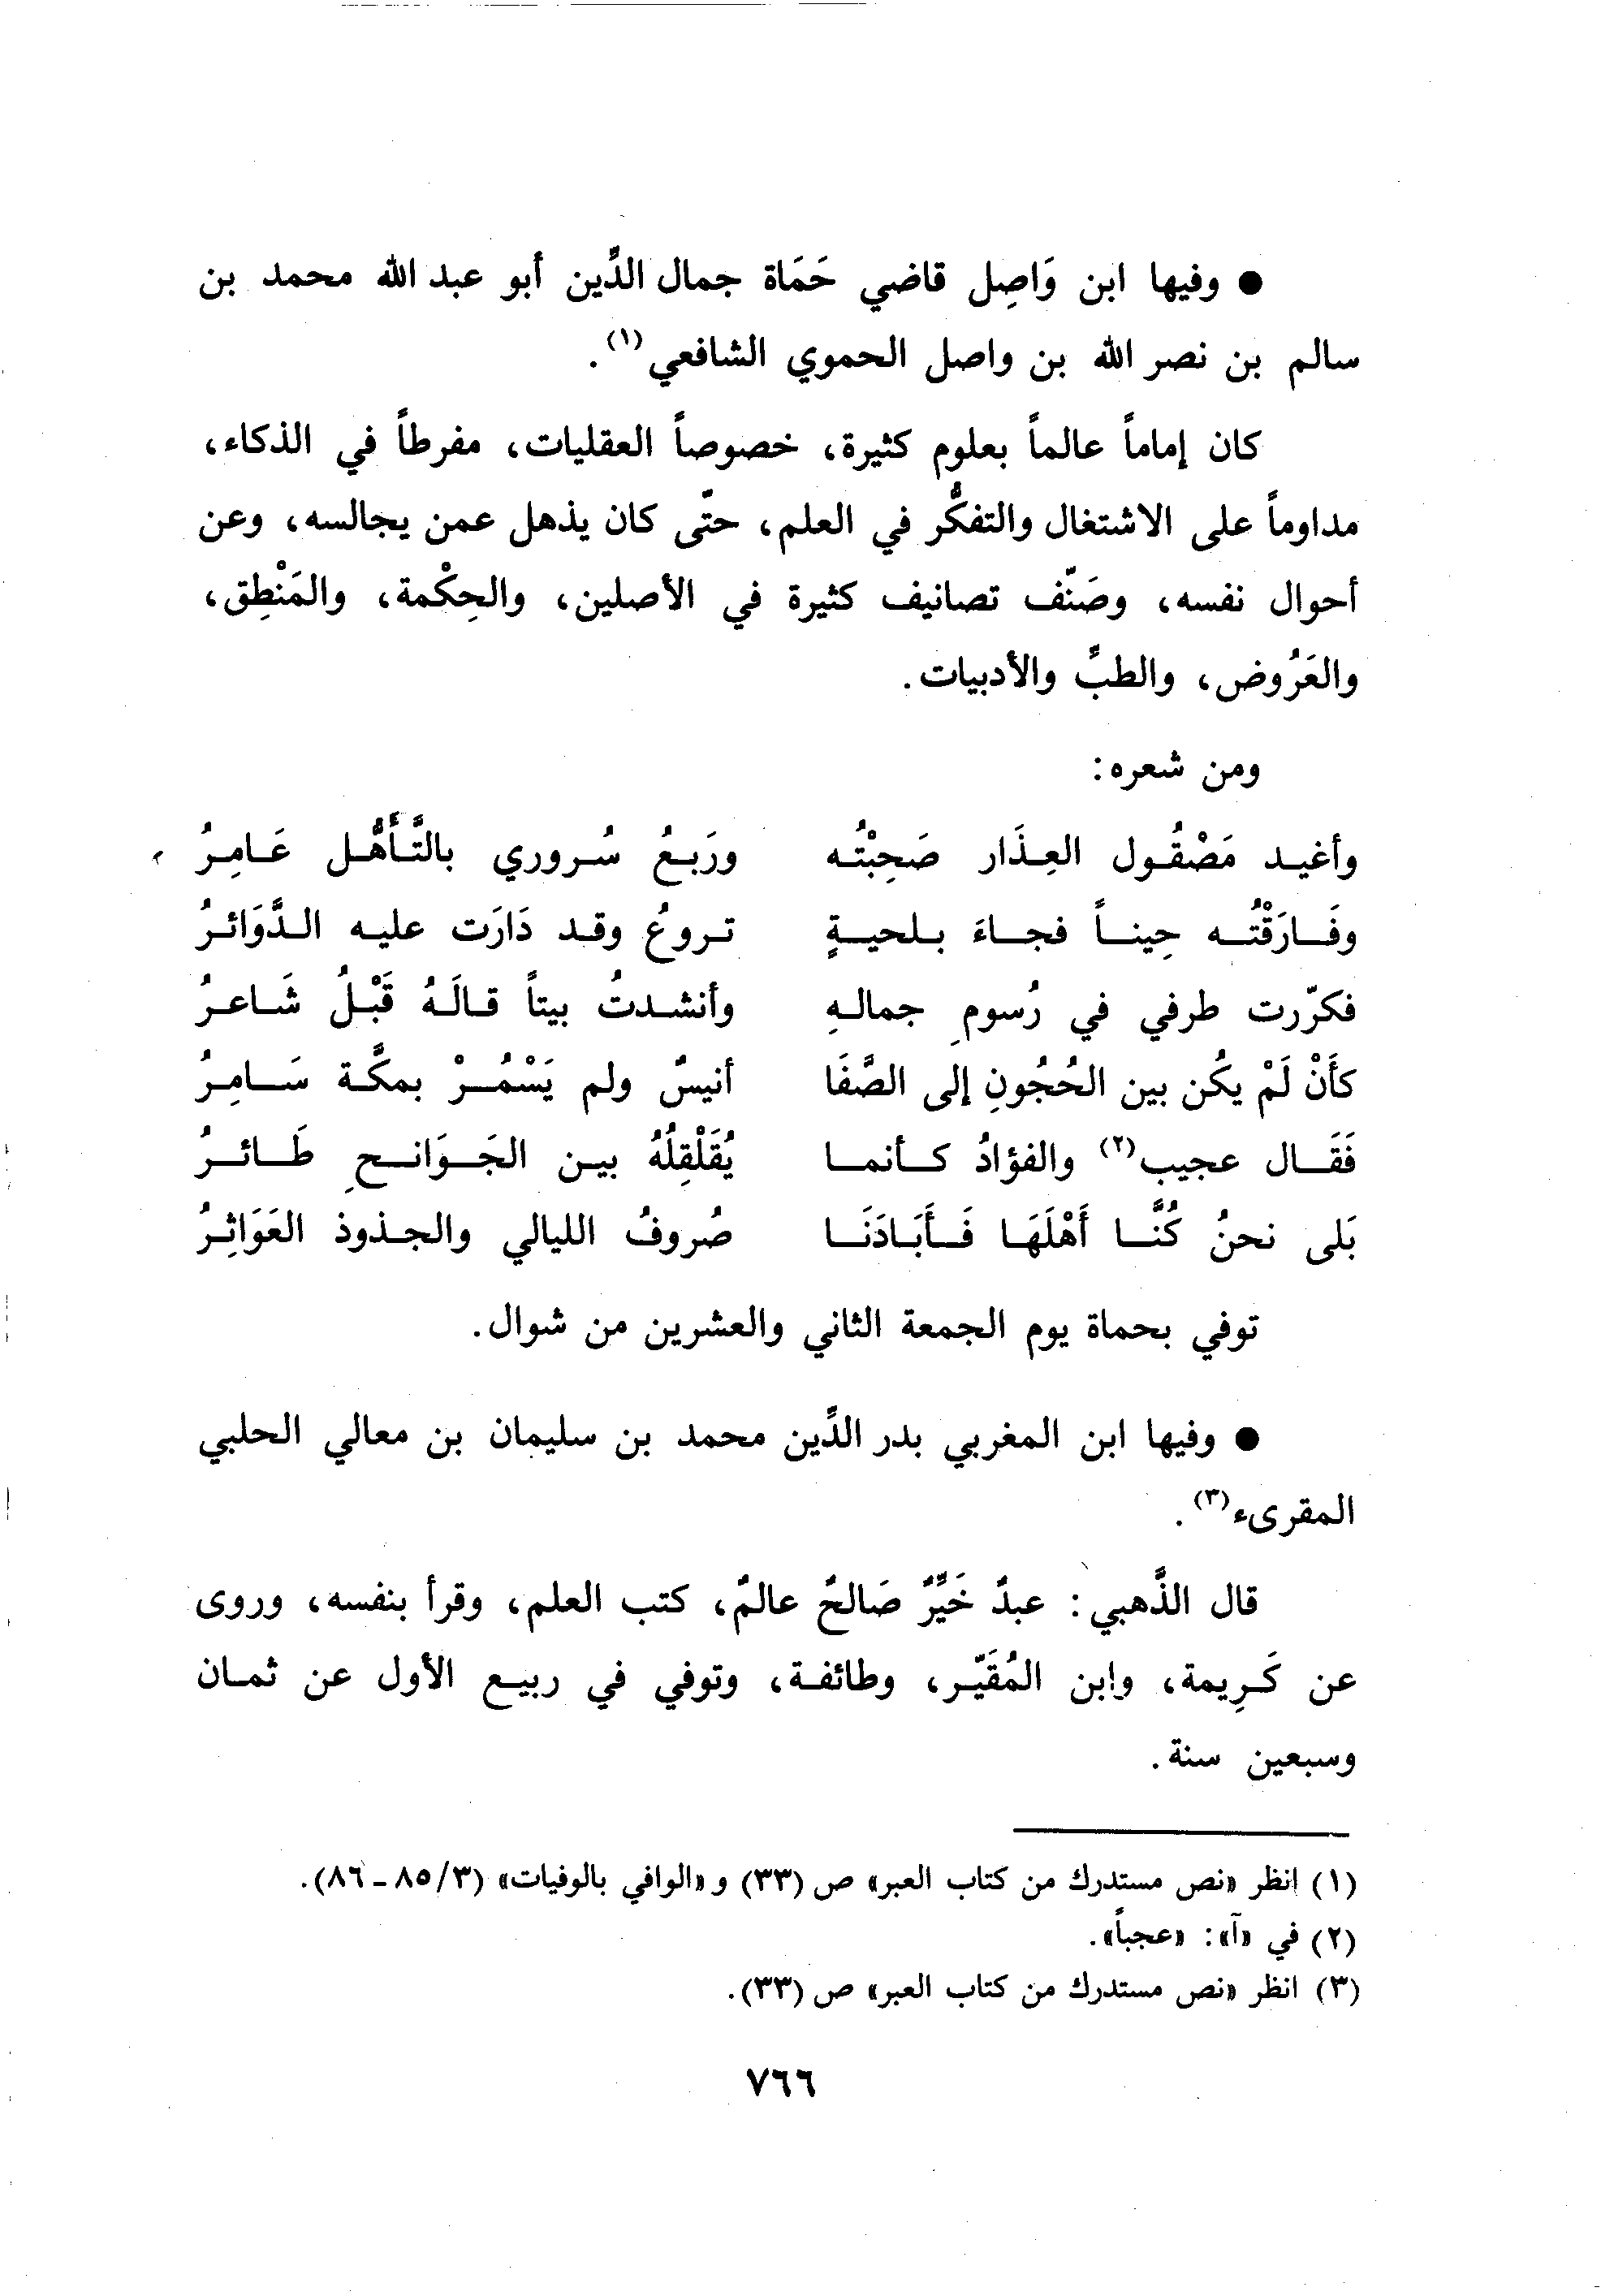 ● وفيها ابن وَاصِل قاضي حَمَاة جمال الدِّين أبو عبد الله محمد بن
سالم بن نصر الله بن واصل الحموي الشافعي(١).
كان إماماً عالماً بعلوم كثيرة، خصوصاً العقليات، مفرطاً في الذكاء،
مداوماً على الاشتغال والتفكُّر في العلم، حتّى كان يذهل عمن يجالسه، وعن
أحوال نفسه، وصَنّف تصانيف كثيرة في الأصلين، والحِكْمة، والمَنْطِق،
والعَرُوض، والطبِّ والأدبيات.
ومن شعره:
وأغيد مَصْقُول العِذَار صَحِبْتُه ورَبعُ سُروري بالتَّأَهُّل عَامِرُ
وفَارَقْتُه حِيناً فجاءَ بلحيةٍ تروعُ وقد دَارَت عليه الدَّوَائرُ
فكرّرت طرفي في رُسومِ جمالهِ وأنشدتُ بيتاً قالَهُ قَبْلُ شَاعرُ
كأَنْ لَمْ يكُن بين الحُجُونِ إلى الصَّفَا أنيسٌ ولم يَسْمُرْ بمكَّة سَامِرُ
فَقَال عجيب(٢) والفؤادُ كأنما يُقَلْقِلُهُ بين الجَوَانحِ طَائرُ
بَلى نحنُ كُنَّا أَهْلَهَا فَأَبَادَنَا صُروفُ الليالي والجذوذ العَوَاثِرُ
توفي بحماة يوم الجمعة الثاني والعشرين من شوال.
● وفيها ابن المغربي بدر الدِّين محمد بن سليمان بن معالي الحلبي
المقرىء(٣).
قال الذَّهبي: عبدٌ خَيِّرٌ صَالحٌ عالمٌ، كتب العلم، وقرأ بنفسه، وروى
عن كَرِيمة، وابن المُقَيّر، وطائفة، وتوفي في ربيع الأول عن ثمان
وسبعين سنة.
(١) انظر «نص مستدرك من كتاب العبر» ص (٣٣) و «الوافي بالوفيات» (٣/ ٨٥ - ٨٦).
(٢) في «آ»: «عجباً».
(٣) انظر «نص مستدرك من كتاب العبر» ص (٣٣).
٧٦٦